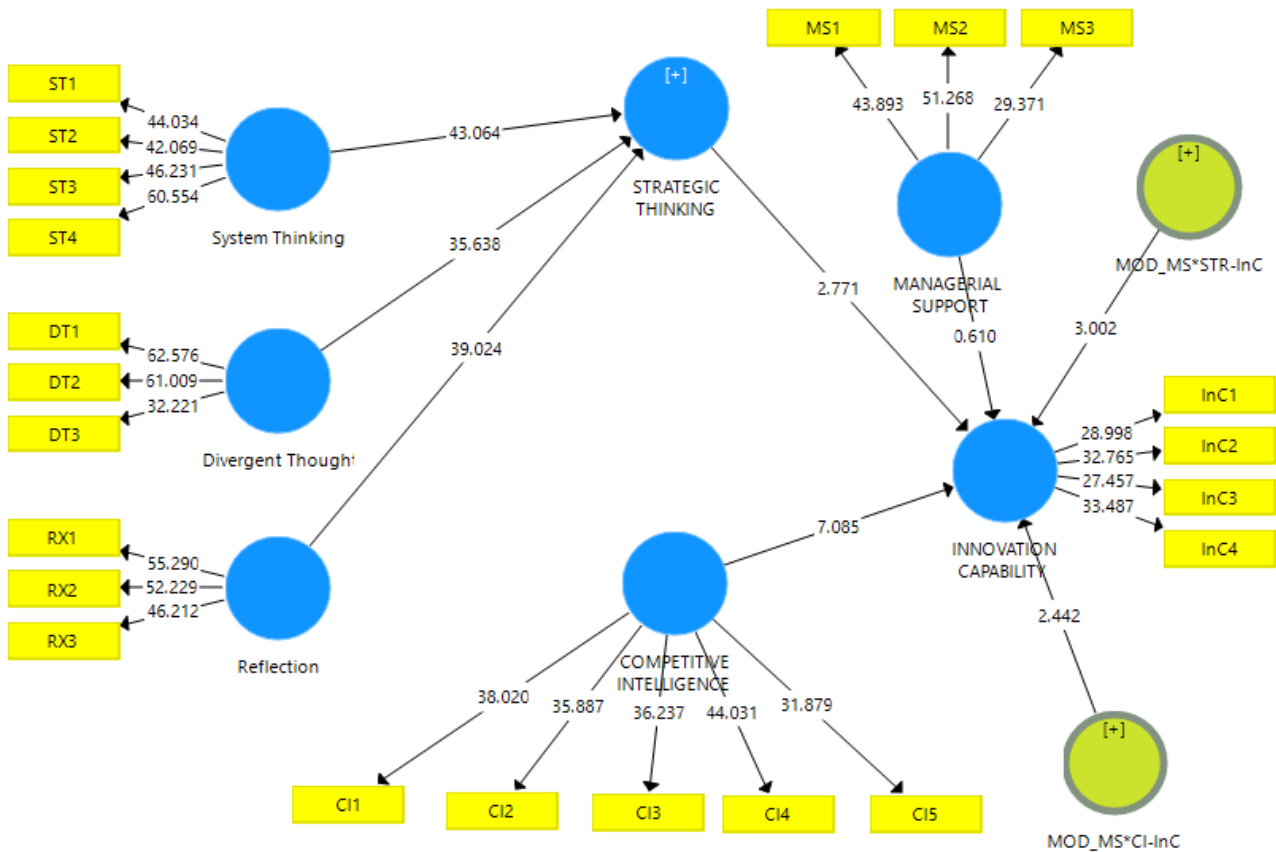 MS1
MS2
MS3
43.893
51.268
29.371
[+]
STRATEGIC
THINKING
ST1
ST2
ST3
ST4
44.034
42.069
46.231
60.554
System Thinking
43.064
[+]
MOD_MS*STR-InC
MANAGERIAL
SUPPORT
35.638
2.771
0.610
3.002
DT1
DT2
DT3
62.576
61.009
32.221
Divergent Thought
39.024
InC1
InC2
InC3
InC4
28.998
32.765
27.457
33.487
INNOVATION
CAPABILITY
RX1
RX2
RX3
55.290
52.229
46.212
Reflection
7.085
COMPETITIVE
INTELLIGENCE
2.442
38.020
35.887
36.237
44.031
31.879
CI1
CI2
CI3
CI4
CI5
[+]
MOD_MS*CI-InC